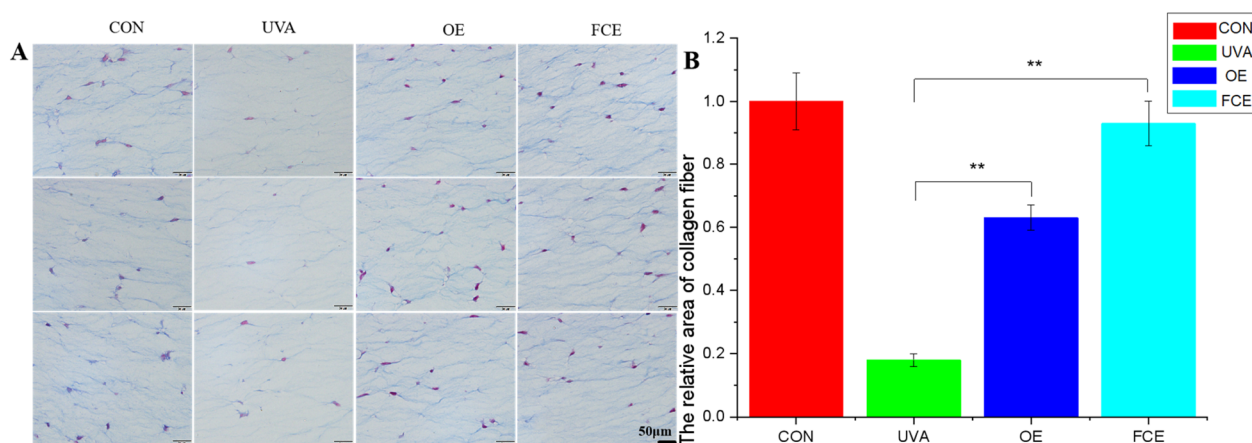 A
CON UVA OE FCE
50μm
B
CON
UVA
OE
FCE
The relative area of collagen fiber
1.2
1.0
0.8
0.6
0.4
0.2
0.0
**
**
CON UVA OE FCE